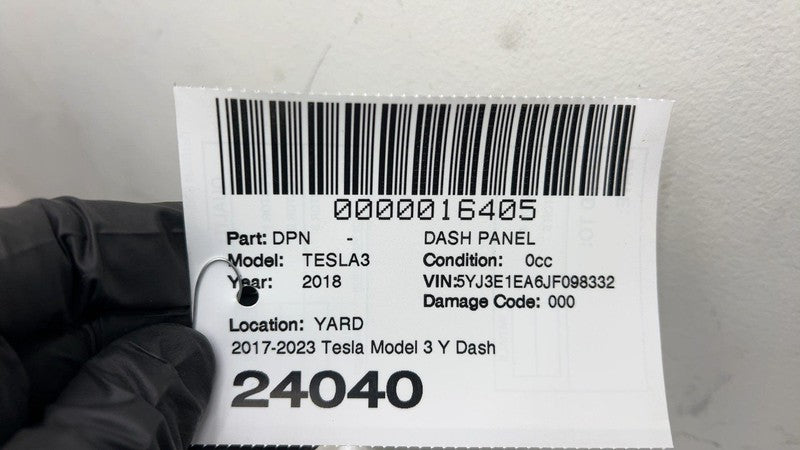 0000016405
Part: DPN - DASH PANEL
Model: TESLA3 Condition: 0cc
Year: 2018 VIN:5YJ3E1EA6JF098332
Damage Code: 000
Location: YARD
2017-2023 Tesla Model 3 Y Dash
24040